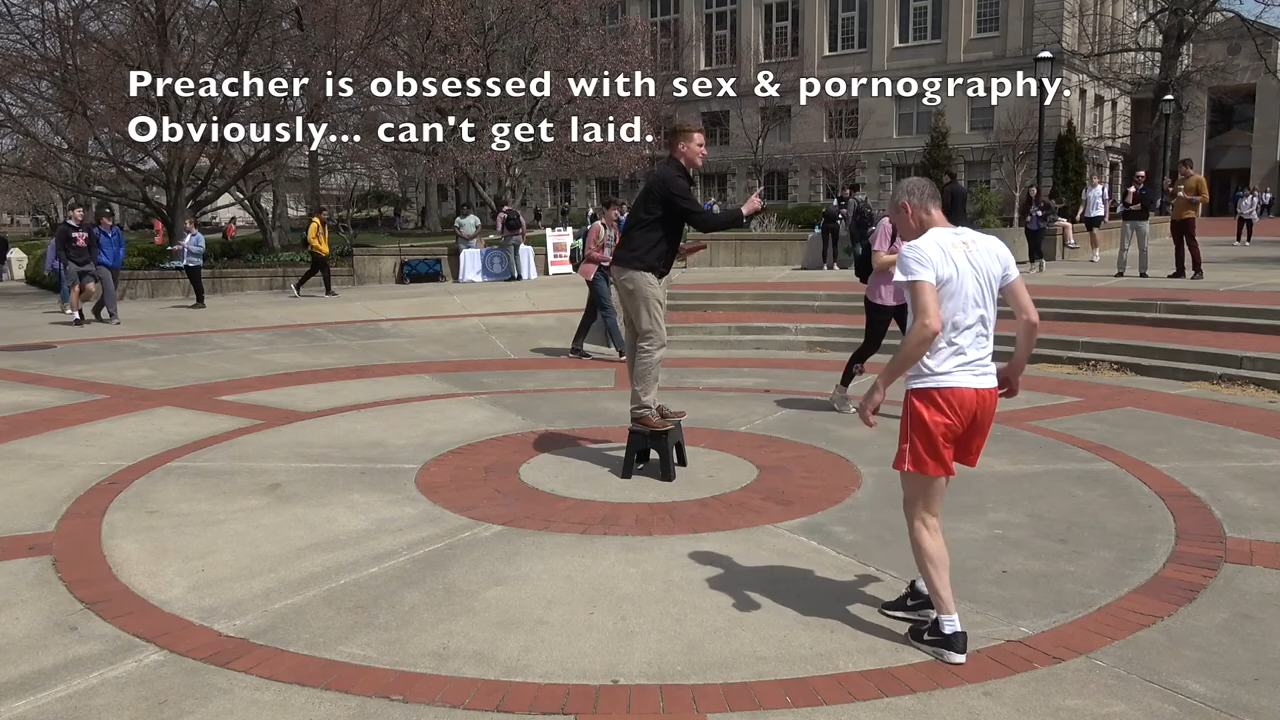 Preacher is obsessed with sex & pornography.
Obviously... can't get laid.